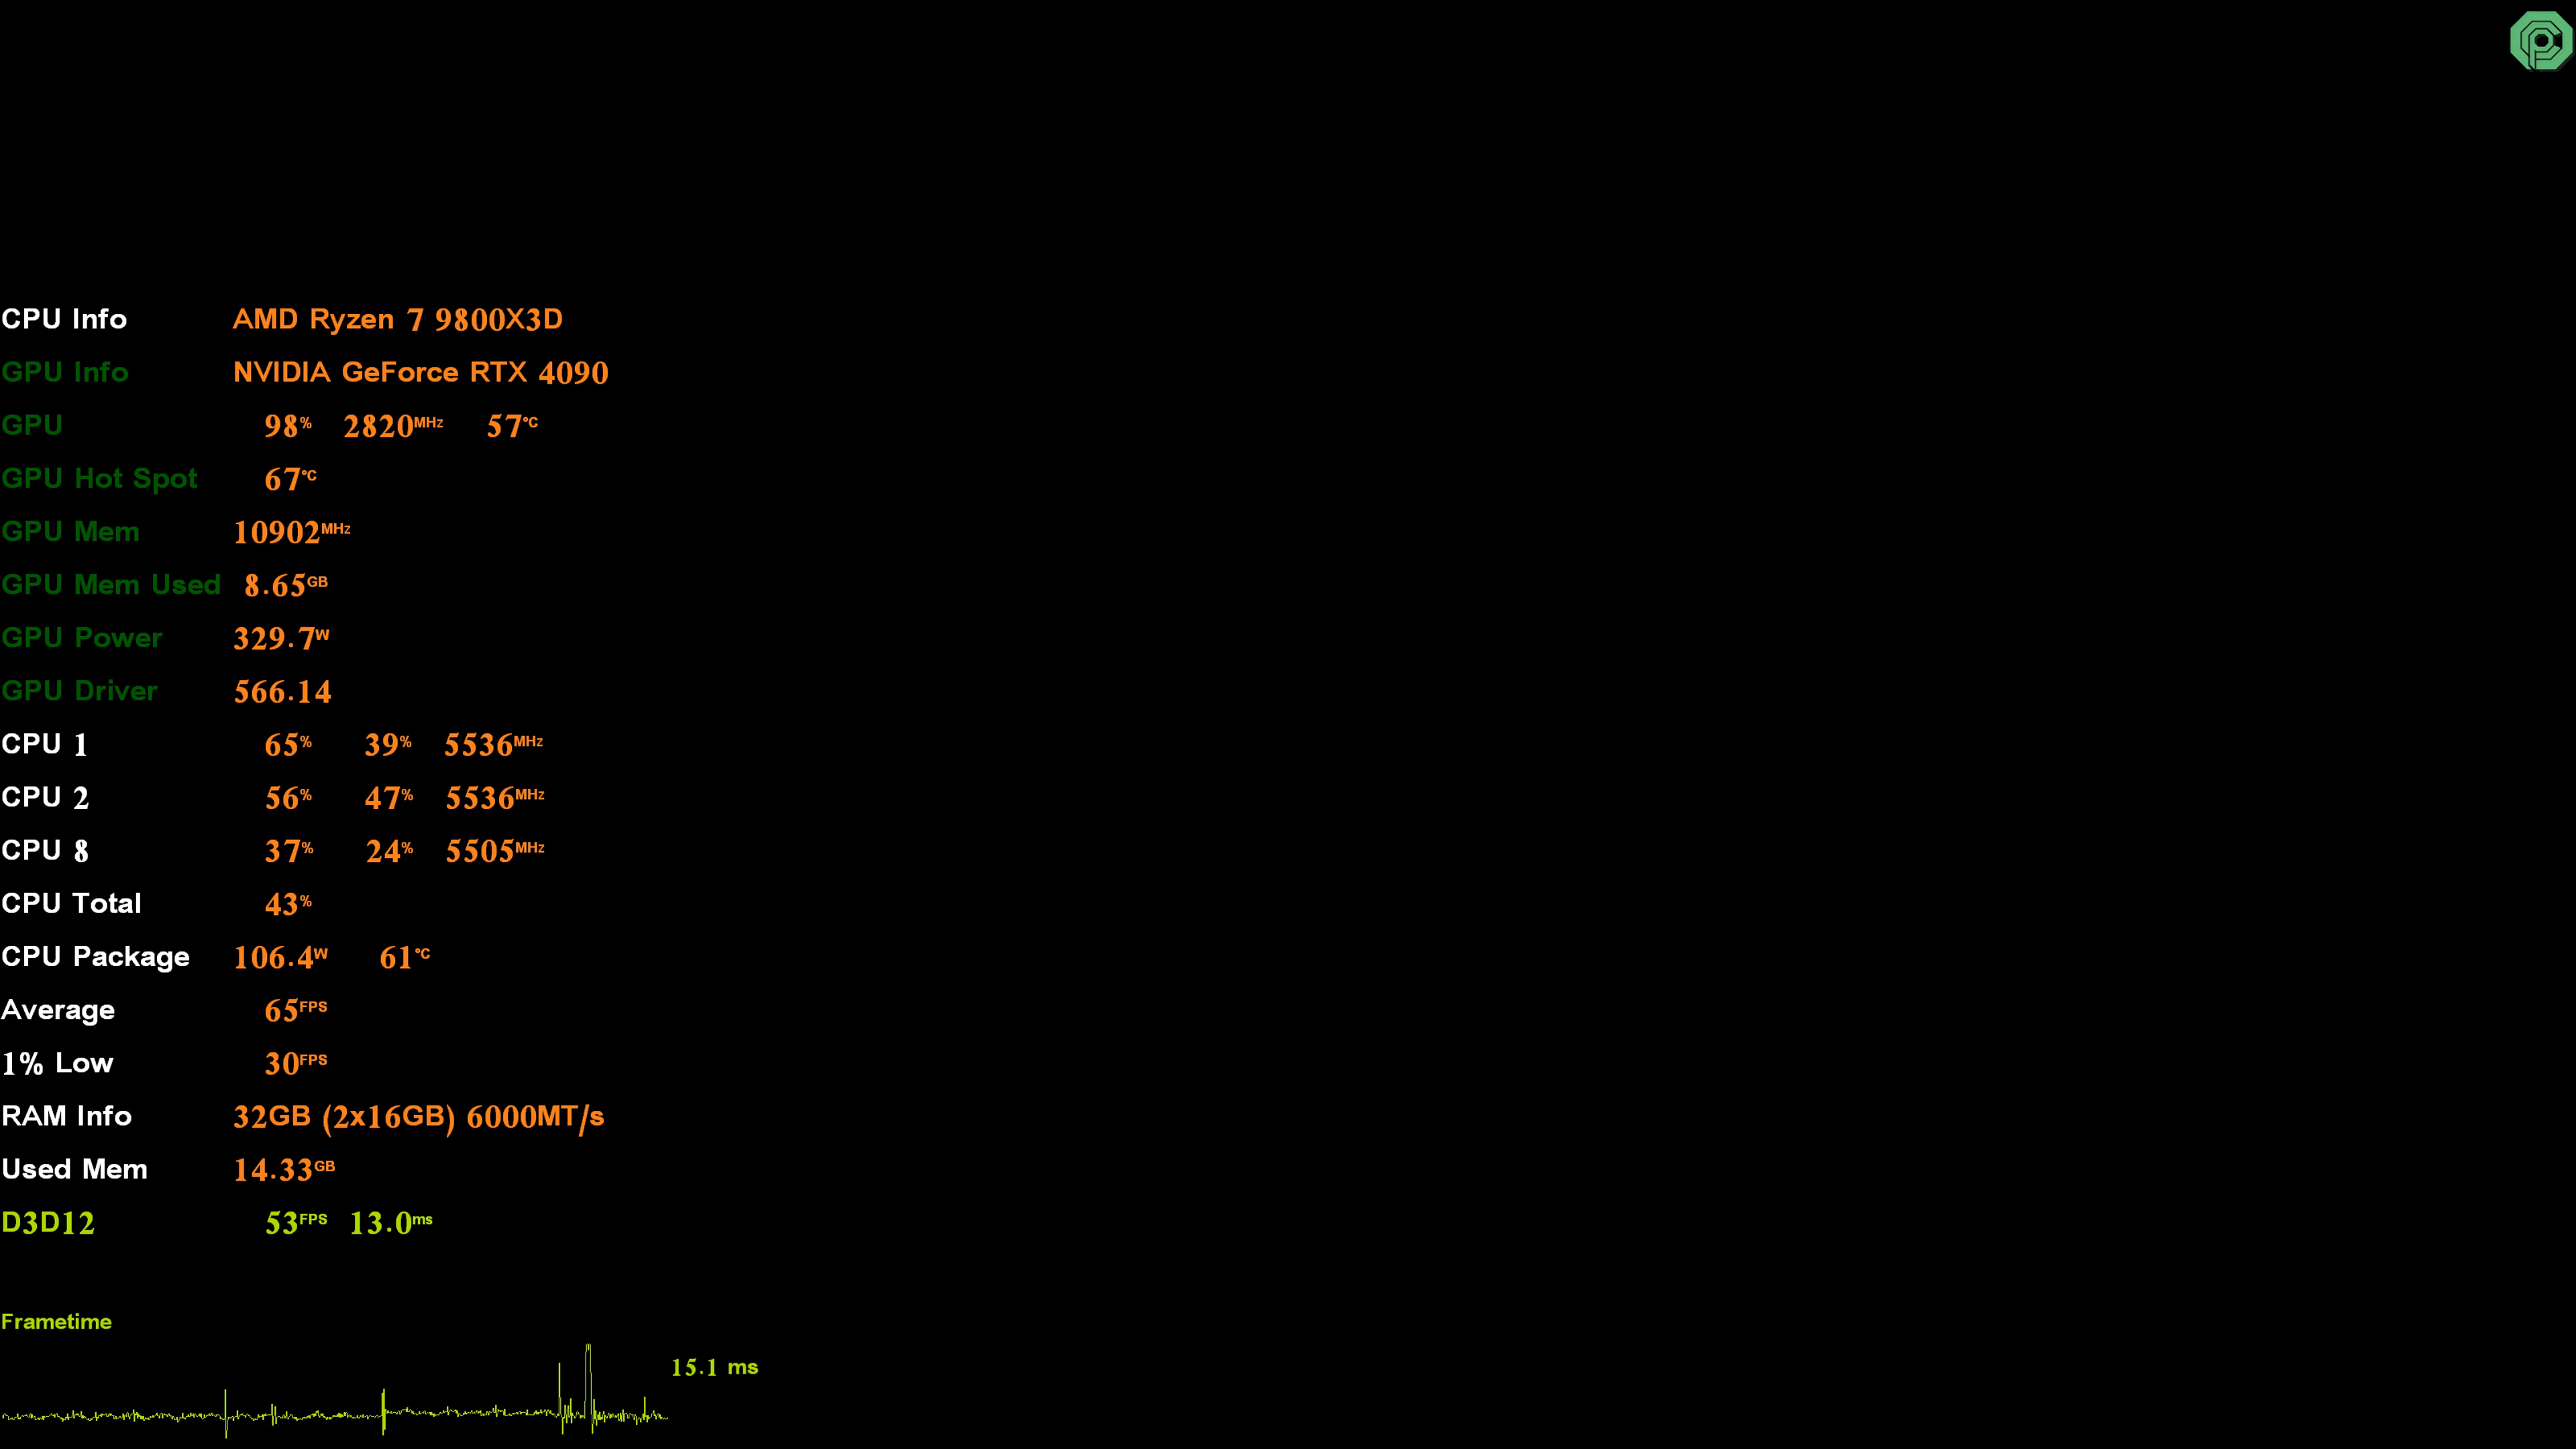 CPU Info AMD Ryzen 7 9800X3D
GPU Info NVIDIA GeForce RTX 4090
GPU 98% 2820MHz 57°C
GPU Hot Spot 67°C
GPU Mem 10902MHz
GPU Mem Used 8.65GB
GPU Power 329.7W
GPU Driver 566.14
CPU 1 65% 39% 5536MHz
CPU 2 56% 47% 5536MHz
CPU 8 37% 24% 5505MHz
CPU Total 43%
CPU Package 106.4W 61°C
Average 65FPS
1% Low 30FPS
RAM Info 32GB (2x16GB) 6000MT/s
Used Mem 14.33GB
D3D12 53FPS 13.0ms
Frametime
15.1 ms